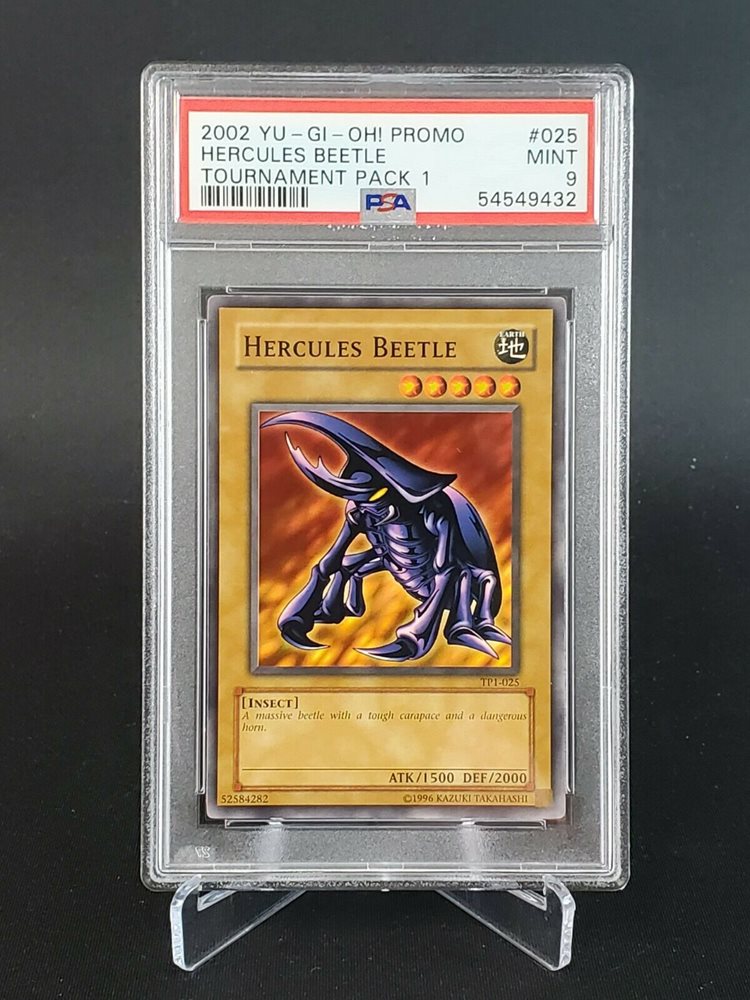 2002 YU-GI-OH! PROMO #025
HERCULES BEETLE MINT
TOURNAMENT PACK 1 9
PSA 54549432
HERCULES BEETLE
EARTH
地
TP1-025
[INSECT]
A massive beetle with a tough carapace and a dangerous
horn.
ATK/1500 DEF/2000
52584282 ©1996 KAZUKI TAKAHASHI